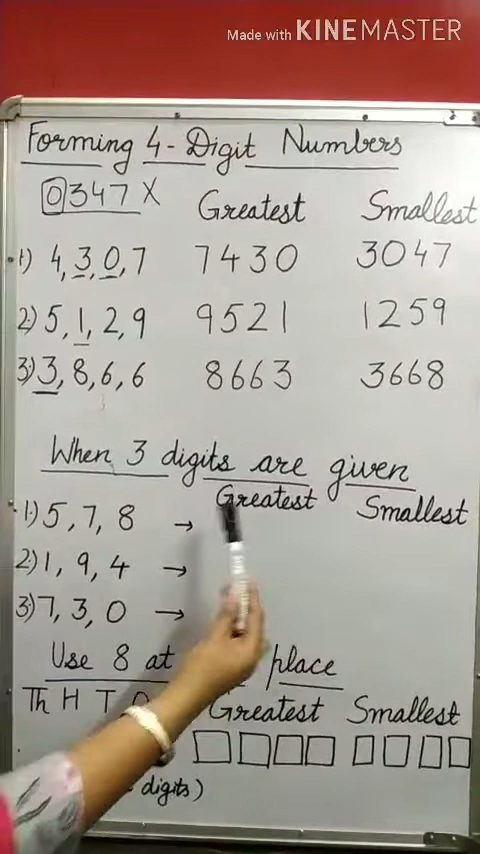 Made with KINEMASTER
Forming 4-Digit Numbers
0347 X Greatest Smallest
1) 4, 3, 0, 7 7430 3047
2) 5, 1, 2, 9 9521 1259
3) 3, 8, 6, 6 8663 3668
When 3 digits are given
Greatest Smallest
1) 5, 7, 8 →
2) 1, 9, 4 →
3) 7, 3, 0 →
Use 8 at place
Th H T O Greatest Smallest
digits)